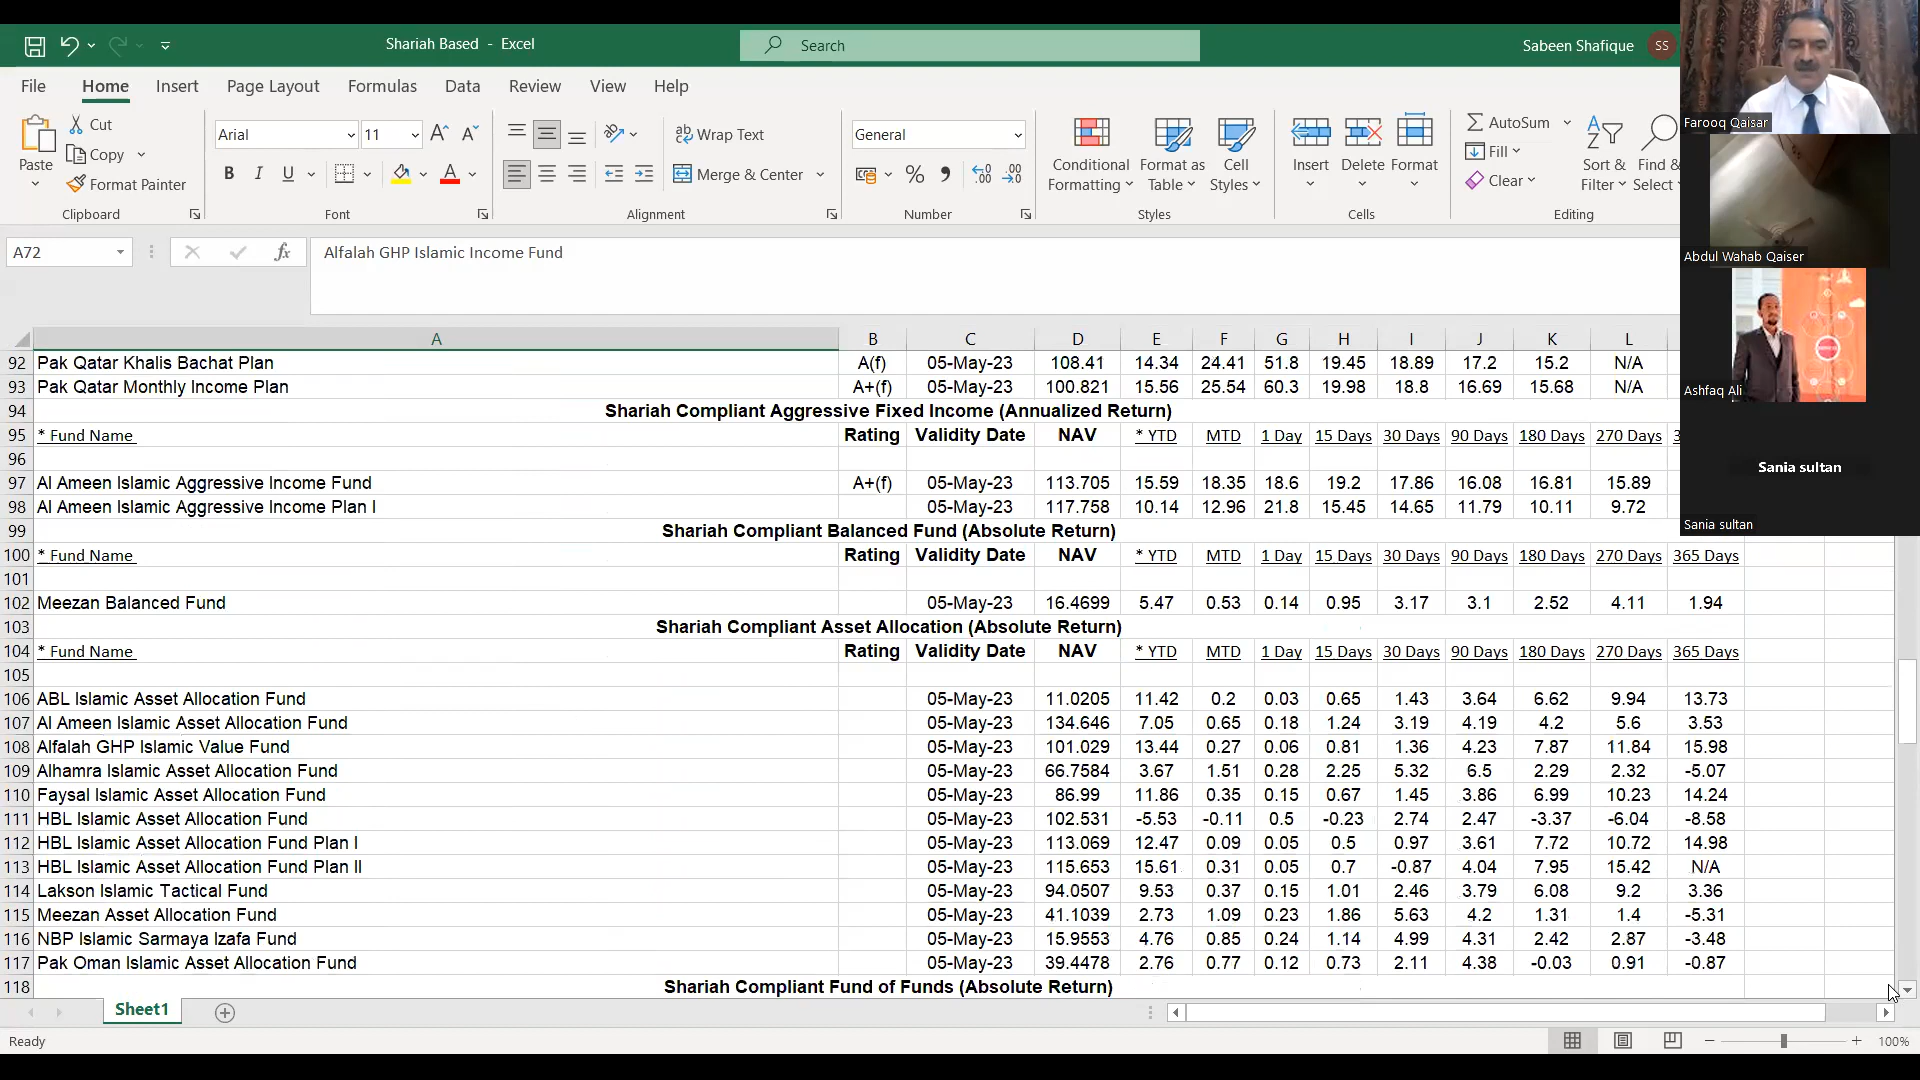 Shariah Based - Excel
Search
Sabeen Shafique SS
File Home Insert Page Layout Formulas Data Review View Help
Paste Cut Copy Format Painter
Clipboard
Arial 11
B I U A
Font
Wrap Text
Merge & Center
Alignment
General
Number
Conditional Formatting Format as Table Cell Styles
Styles
Insert Delete Format
Cells
AutoSum Fill Clear
Sort & Filter Find & Select
Editing
Farooq Qaisar
Abdul Wahab Qaiser
Ashfaq Ali
Sania sultan
Sania sultan
A72 fx Alfalah GHP Islamic Income Fund
A B C D E F G H I J K L
92 Pak Qatar Khalis Bachat Plan A(f) 05-May-23 108.41 14.34 24.41 51.8 19.45 18.89 17.2 15.2 N/A
93 Pak Qatar Monthly Income Plan A+(f) 05-May-23 100.821 15.56 25.54 60.3 19.98 18.8 16.69 15.68 N/A
94 Shariah Compliant Aggressive Fixed Income (Annualized Return)
95 * Fund Name Rating Validity Date NAV * YTD MTD 1 Day 15 Days 30 Days 90 Days 180 Days 270 Days 3
96
97 Al Ameen Islamic Aggressive Income Fund A+(f) 05-May-23 113.705 15.59 18.35 18.6 19.2 17.86 16.08 16.81 15.89
98 Al Ameen Islamic Aggressive Income Plan I 05-May-23 117.758 10.14 12.96 21.8 15.45 14.65 11.79 10.11 9.72
99 Shariah Compliant Balanced Fund (Absolute Return)
100 * Fund Name Rating Validity Date NAV * YTD MTD 1 Day 15 Days 30 Days 90 Days 180 Days 270 Days 365 Days
101
102 Meezan Balanced Fund 05-May-23 16.4699 5.47 0.53 0.14 0.95 3.17 3.1 2.52 4.11 1.94
103 Shariah Compliant Asset Allocation (Absolute Return)
104 * Fund Name Rating Validity Date NAV * YTD MTD 1 Day 15 Days 30 Days 90 Days 180 Days 270 Days 365 Days
105
106 ABL Islamic Asset Allocation Fund 05-May-23 11.0205 11.42 0.2 0.03 0.65 1.43 3.64 6.62 9.94 13.73
107 Al Ameen Islamic Asset Allocation Fund 05-May-23 134.646 7.05 0.65 0.18 1.24 3.19 4.19 4.2 5.6 3.53
108 Alfalah GHP Islamic Value Fund 05-May-23 101.029 13.44 0.27 0.06 0.81 1.36 4.23 7.87 11.84 15.98
109 Alhamra Islamic Asset Allocation Fund 05-May-23 66.7584 3.67 1.51 0.28 2.25 5.32 6.5 2.29 2.32 -5.07
110 Faysal Islamic Asset Allocation Fund 05-May-23 86.99 11.86 0.35 0.15 0.67 1.45 3.86 6.99 10.23 14.24
111 HBL Islamic Asset Allocation Fund 05-May-23 102.531 -5.53 -0.11 0.5 -0.23 2.74 2.47 -3.37 -6.04 -8.58
112 HBL Islamic Asset Allocation Fund Plan I 05-May-23 113.069 12.47 0.09 0.05 0.5 0.97 3.61 7.72 10.72 14.98
113 HBL Islamic Asset Allocation Fund Plan II 05-May-23 115.653 15.61 0.31 0.05 0.7 -0.87 4.04 7.95 15.42 N/A
114 Lakson Islamic Tactical Fund 05-May-23 94.0507 9.53 0.37 0.15 1.01 2.46 3.79 6.08 9.2 3.36
115 Meezan Asset Allocation Fund 05-May-23 41.1039 2.73 1.09 0.23 1.86 5.63 4.2 1.31 1.4 -5.31
116 NBP Islamic Sarmaya Izafa Fund 05-May-23 15.9553 4.76 0.85 0.24 1.14 4.99 4.31 2.42 2.87 -3.48
117 Pak Oman Islamic Asset Allocation Fund 05-May-23 39.4478 2.76 0.77 0.12 0.73 2.11 4.38 -0.03 0.91 -0.87
118 Shariah Compliant Fund of Funds (Absolute Return)
Sheet1
Ready 100%